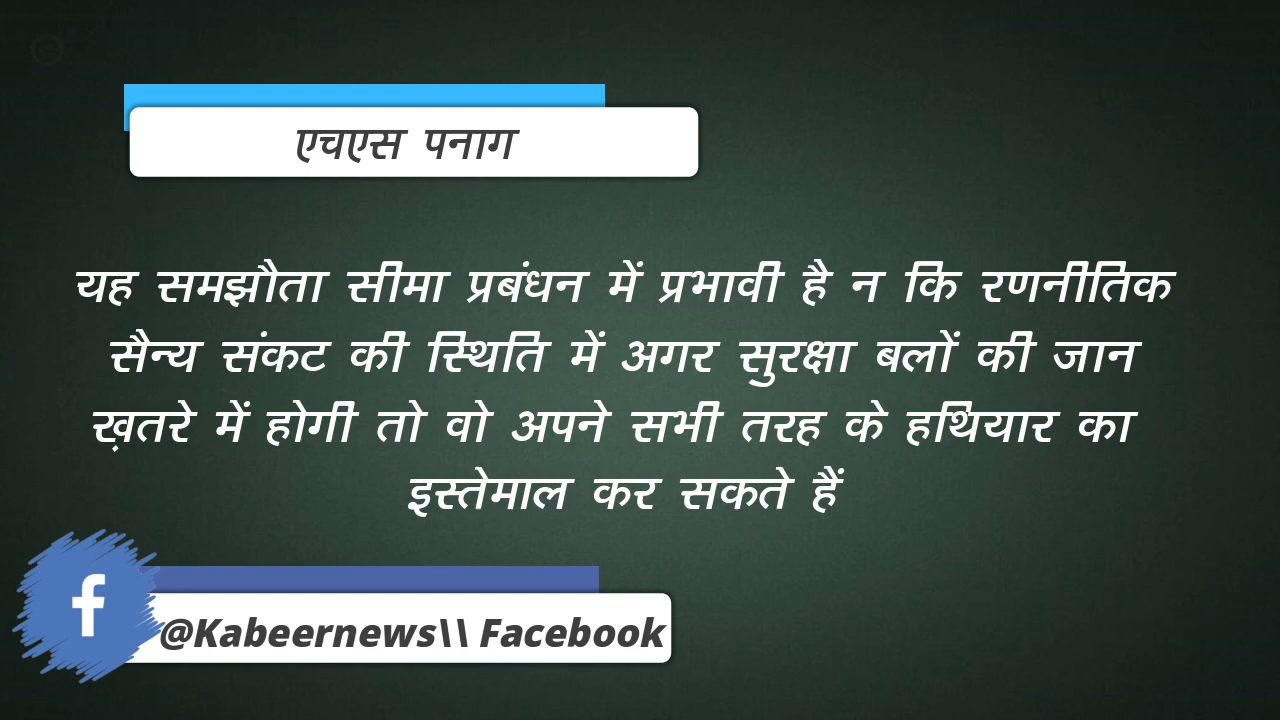 एचएस पनाग
यह समझौता सीमा प्रबंधन में प्रभावी है न कि रणनीतिक
सैन्य संकट की स्थिति में अगर सुरक्षा बलों की जान
ख़तरे में होगी तो वो अपने सभी तरह के हथियार का
इस्तेमाल कर सकते हैं
@Kabeernews\\ Facebook